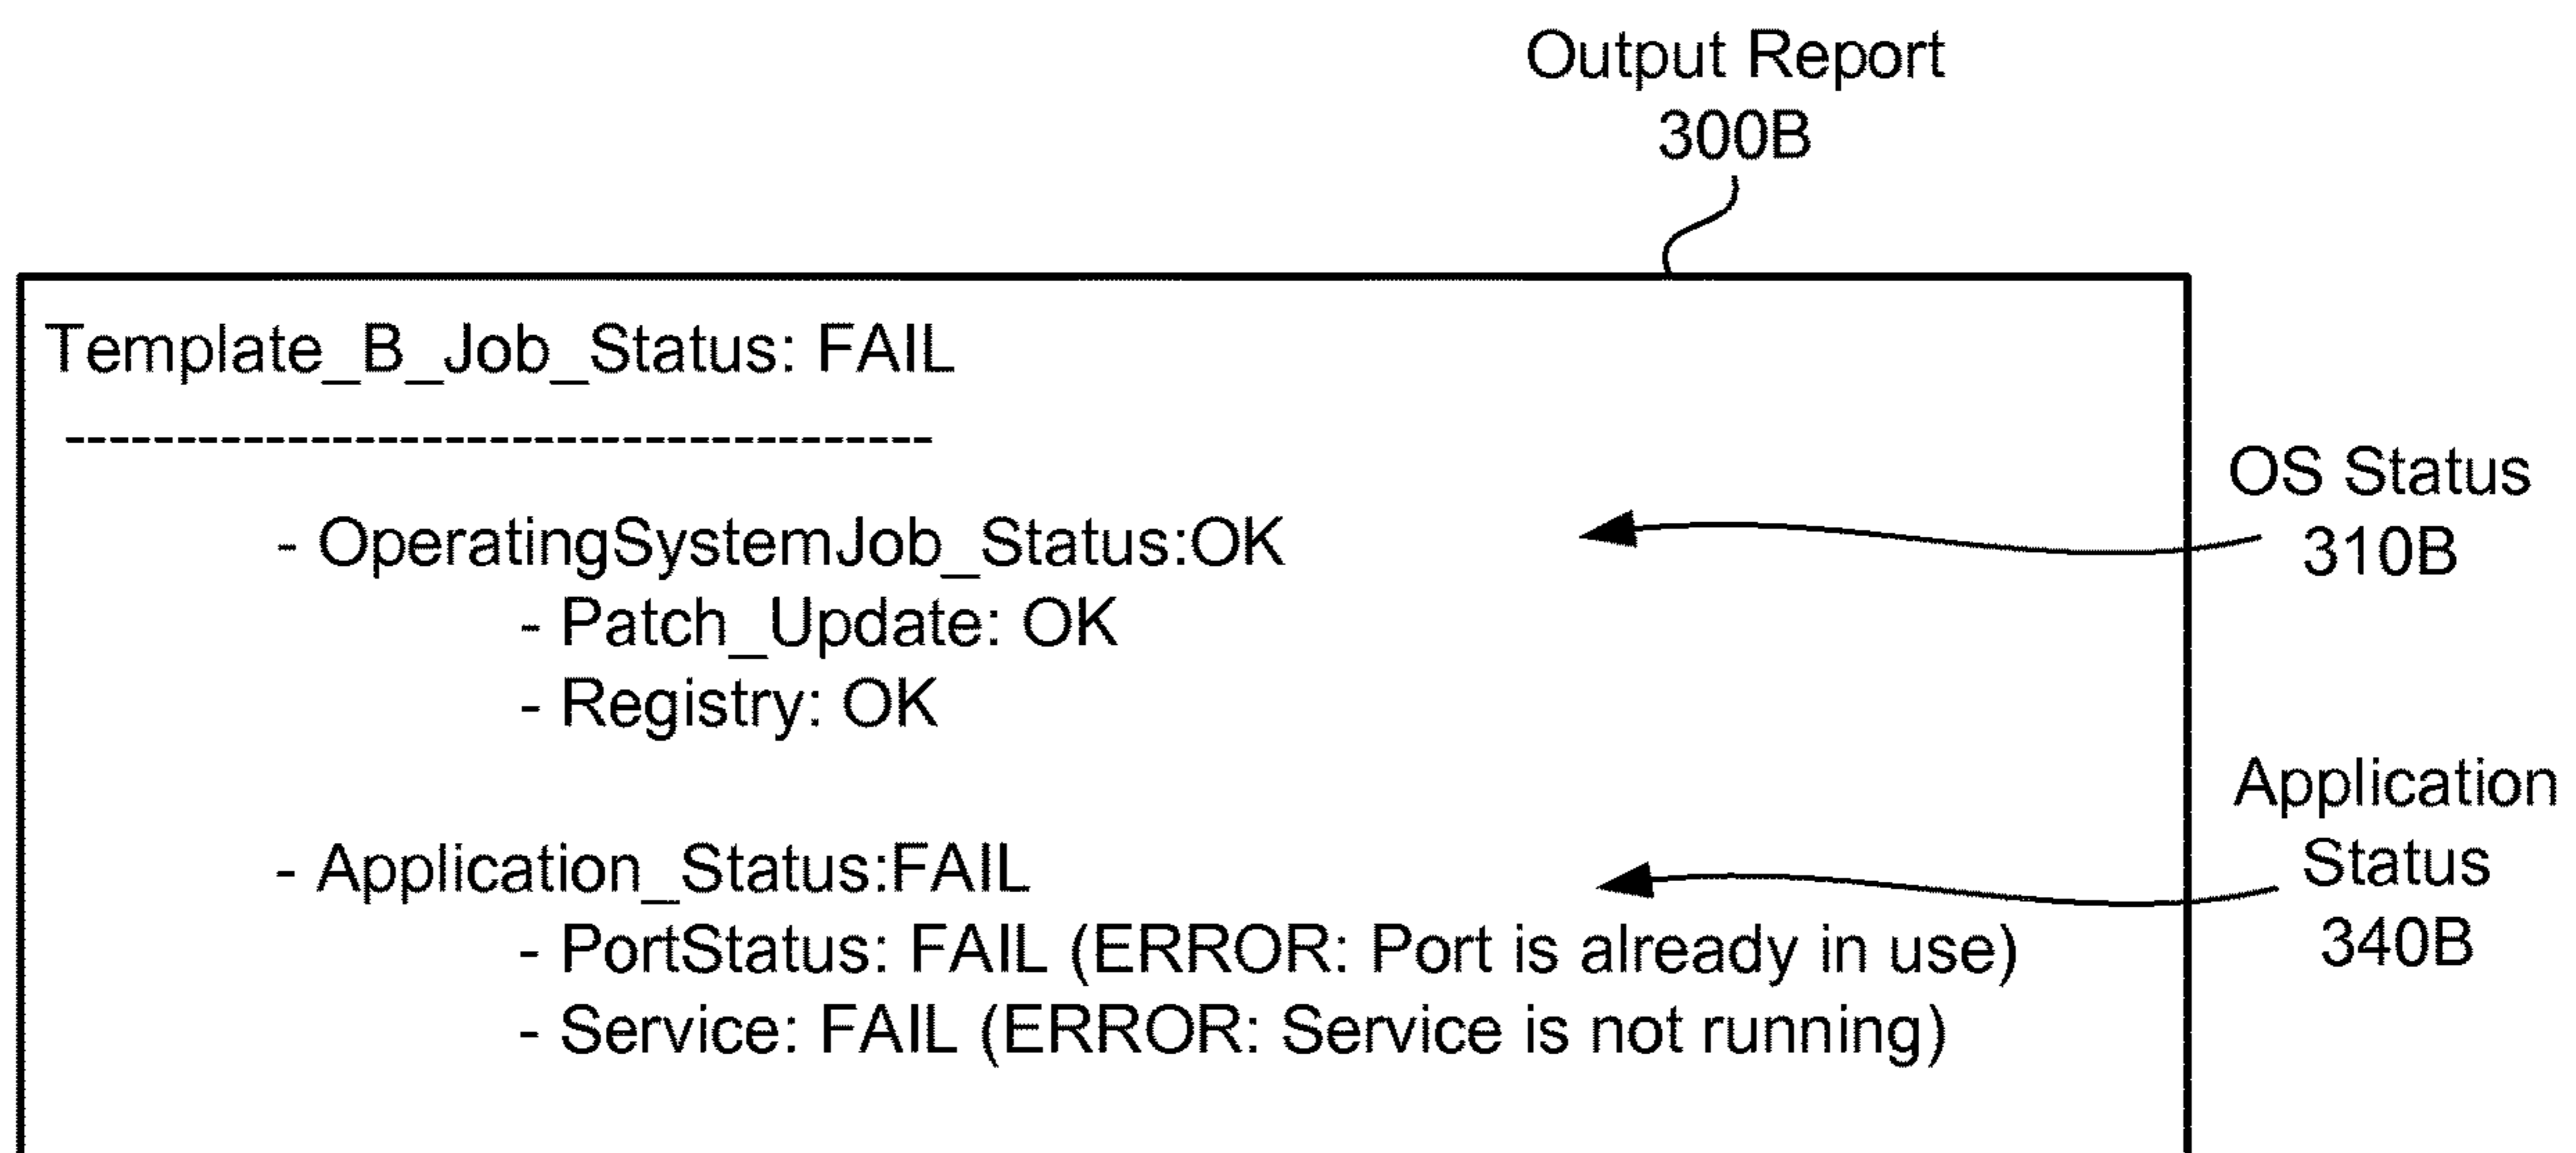 Output Report
300B
Template_B_Job_Status: FAIL
---------------------------------------
- OperatingSystemJob_Status:OK
- Patch_Update: OK
- Registry: OK
OS Status
310B
- Application_Status:FAIL
- PortStatus: FAIL (ERROR: Port is already in use)
- Service: FAIL (ERROR: Service is not running)
Application
Status
340B